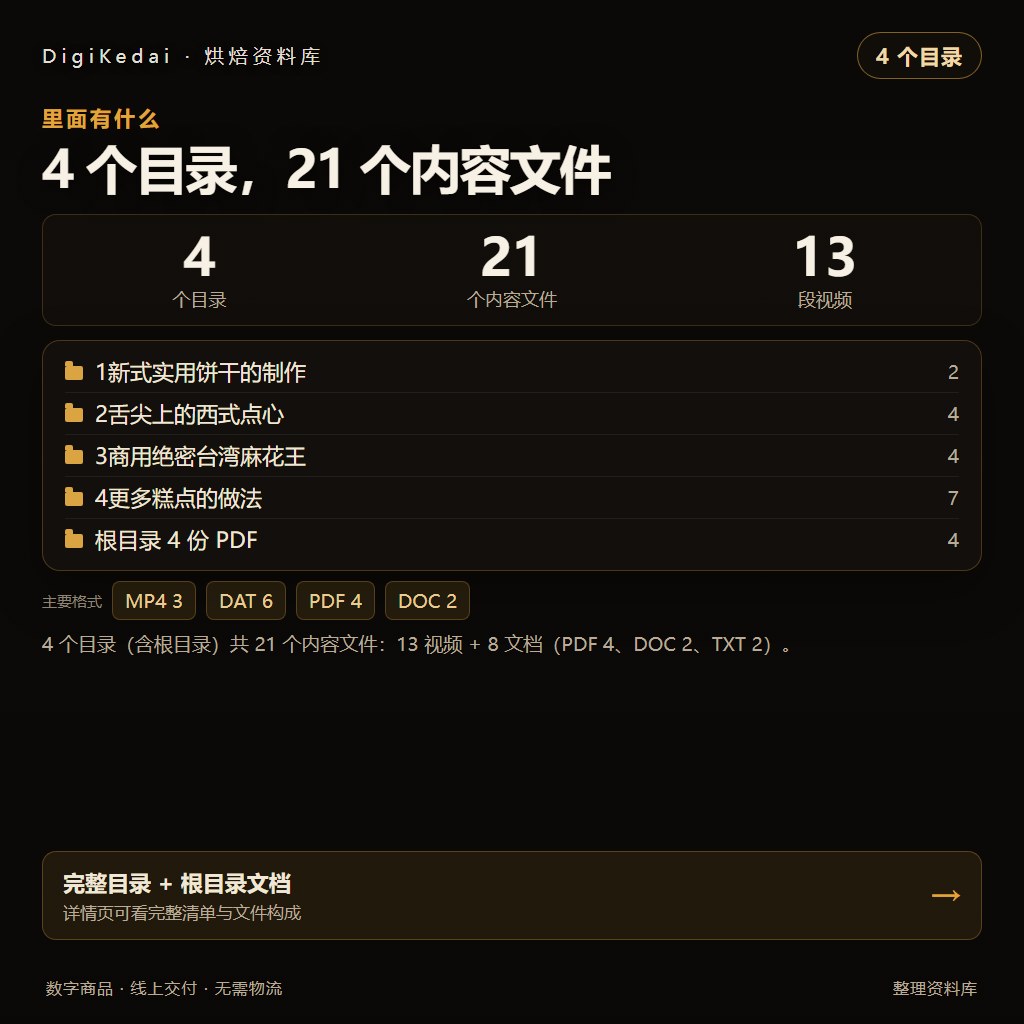 DigiKedai · 烘焙资料库
4 个目录
里面有什么
4 个目录，21 个内容文件
4
个目录
21
个内容文件
13
段视频
1新式实用饼干的制作 2
2舌尖上的西式点心 4
3商用绝密台湾麻花王 4
4更多糕点的做法 7
根目录 4 份 PDF 4
主要格式 MP4 3 DAT 6 PDF 4 DOC 2
4 个目录（含根目录）共 21 个内容文件：13 视频 + 8 文档（PDF 4、DOC 2、TXT 2）。
完整目录 + 根目录文档
详情页可看完整清单与文件构成
→
数字商品 · 线上交付 · 无需物流
整理资料库